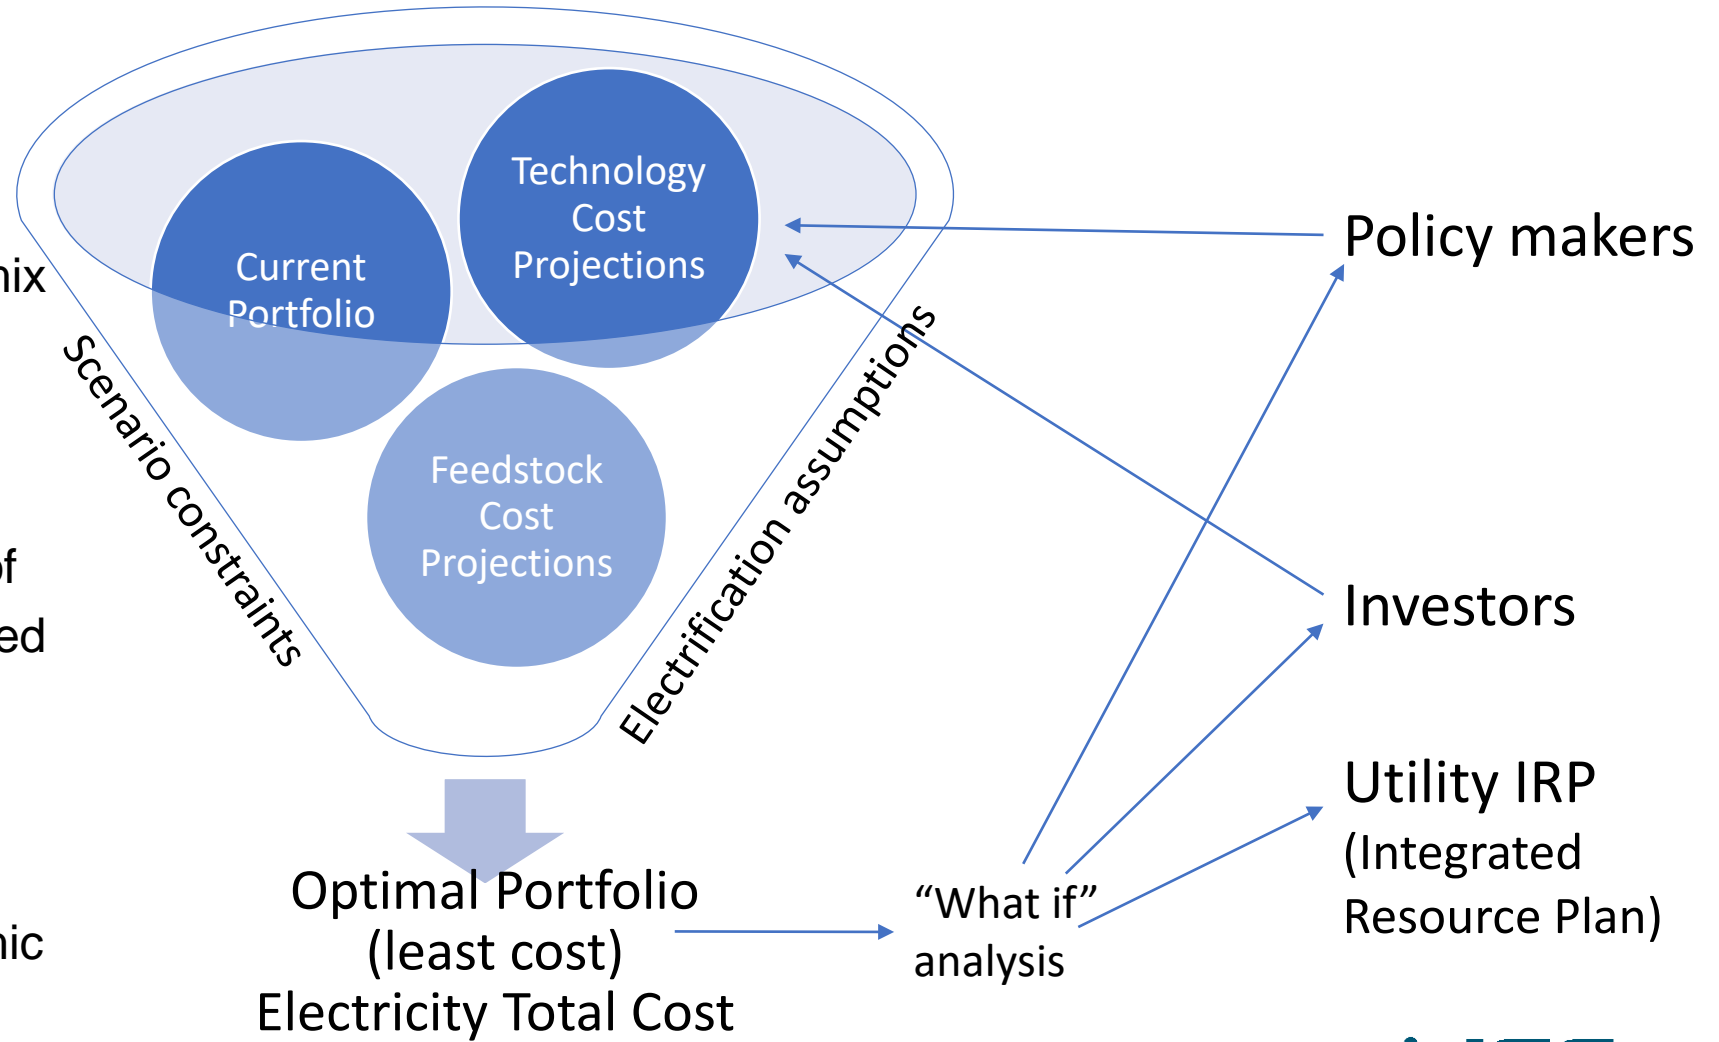 Technology
Cost
Projections
Current
Portfolio
Feedstock
Cost
Projections
Scenario constraints
Electrification assumptions
Optimal Portfolio
(least cost)
Electricity Total Cost
“What if”
analysis
Policy makers
Investors
Utility IRP
(Integrated
Resource Plan)